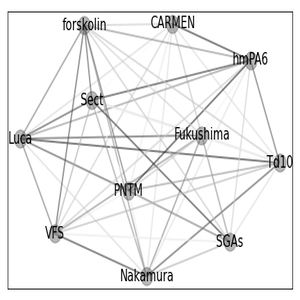 forskolin
CARMEN
hmPA6
Sect
Luca
Fukushima
Td10
PNTM
VFS
SGAs
Nakamura